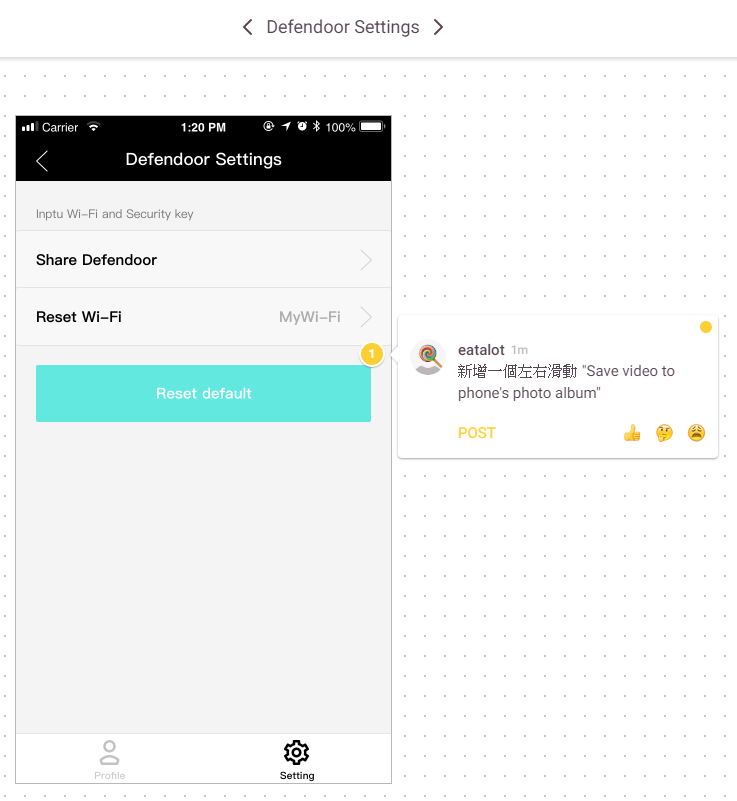 Defendoor Settings
Carrier 1:20 PM 100%
Defendoor Settings
Inptu Wi-Fi and Security key
Share Defendoor
Reset Wi-Fi MyWi-Fi
1
Reset default
eatalot 1m
新增一個左右滑動 "Save video to
phone's photo album"
POST
Profile Setting